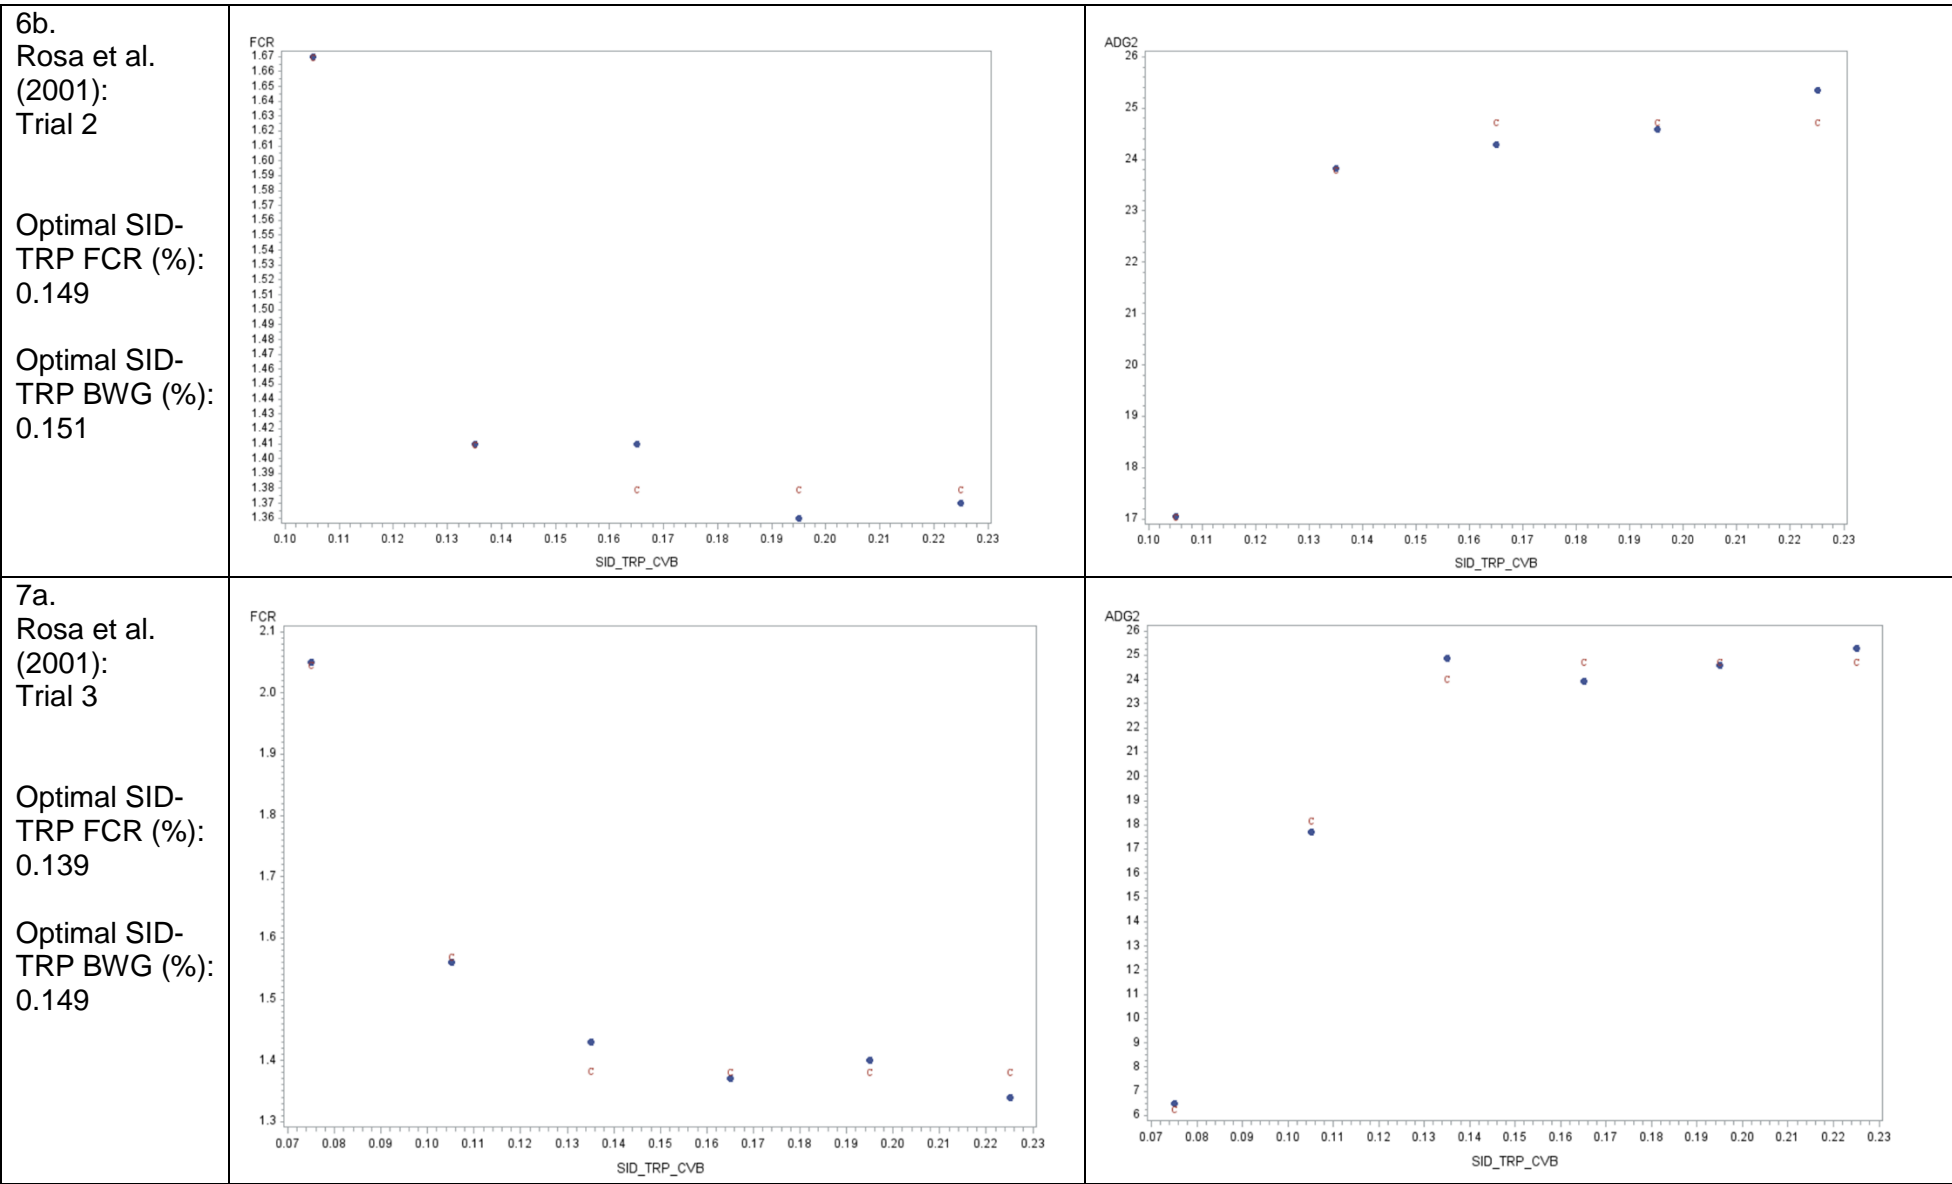 6b.
Rosa et al.
(2001):
Trial 2
Optimal SID-
TRP FCR (%):
0.149
Optimal SID-
TRP BWG (%):
0.151
FCR
1.67
1.66
1.65
1.64
1.63
1.62
1.61
1.60
1.59
1.58
1.57
1.56
1.55
1.54
1.53
1.52
1.51
1.50
1.49
1.48
1.47
1.46
1.45
1.44
1.43
1.42
1.41
1.40
1.39
1.38
1.37
1.36
C C C
0.10 0.11 0.12 0.13 0.14 0.15 0.16 0.17 0.18 0.19 0.20 0.21 0.22 0.23
SID_TRP_CVB
ADG2
26
25
24
23
22
21
20
19
18
17
C C C
0.10 0.11 0.12 0.13 0.14 0.15 0.16 0.17 0.18 0.19 0.20 0.21 0.22 0.23
SID_TRP_CVB
7a.
Rosa et al.
(2001):
Trial 3
Optimal SID-
TRP FCR (%):
0.139
Optimal SID-
TRP BWG (%):
0.149
FCR
2.1
2.0
1.9
1.8
1.7
1.6
1.5
1.4
1.3
C
C
C C C C
0.07 0.08 0.09 0.10 0.11 0.12 0.13 0.14 0.15 0.16 0.17 0.18 0.19 0.20 0.21 0.22 0.23
SID_TRP_CVB
ADG2
26
25
24
23
22
21
20
19
18
17
16
15
14
13
12
11
10
9
8
7
6
C C C
C
C
C
0.07 0.08 0.09 0.10 0.11 0.12 0.13 0.14 0.15 0.16 0.17 0.18 0.19 0.20 0.21 0.22 0.23
SID_TRP_CVB